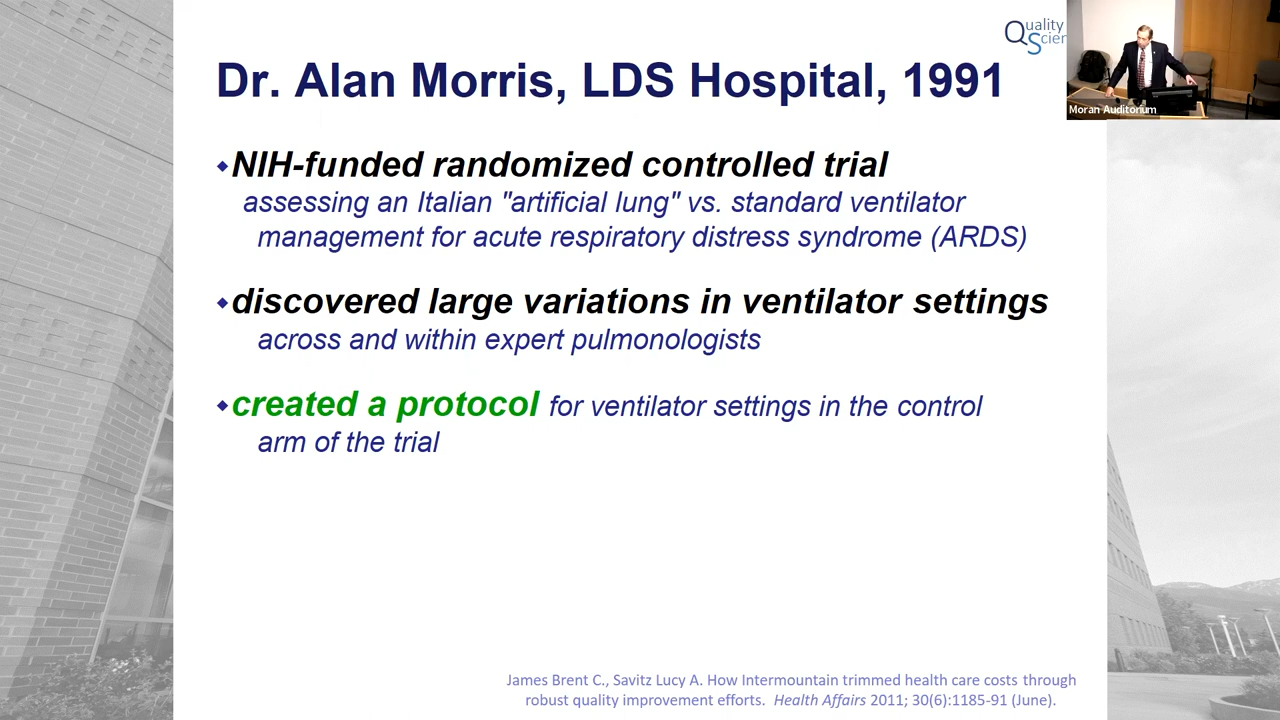 Quality
Scien
Dr. Alan Morris, LDS Hospital, 1991
Moran Auditorium
NIH-funded randomized controlled trial
assessing an Italian "artificial lung" vs. standard ventilator
management for acute respiratory distress syndrome (ARDS)
discovered large variations in ventilator settings
across and within expert pulmonologists
created a protocol for ventilator settings in the control
arm of the trial
James Brent C., Savitz Lucy A. How Intermountain trimmed health care costs through
robust quality improvement efforts. Health Affairs 2011; 30(6):1185-91 (June).